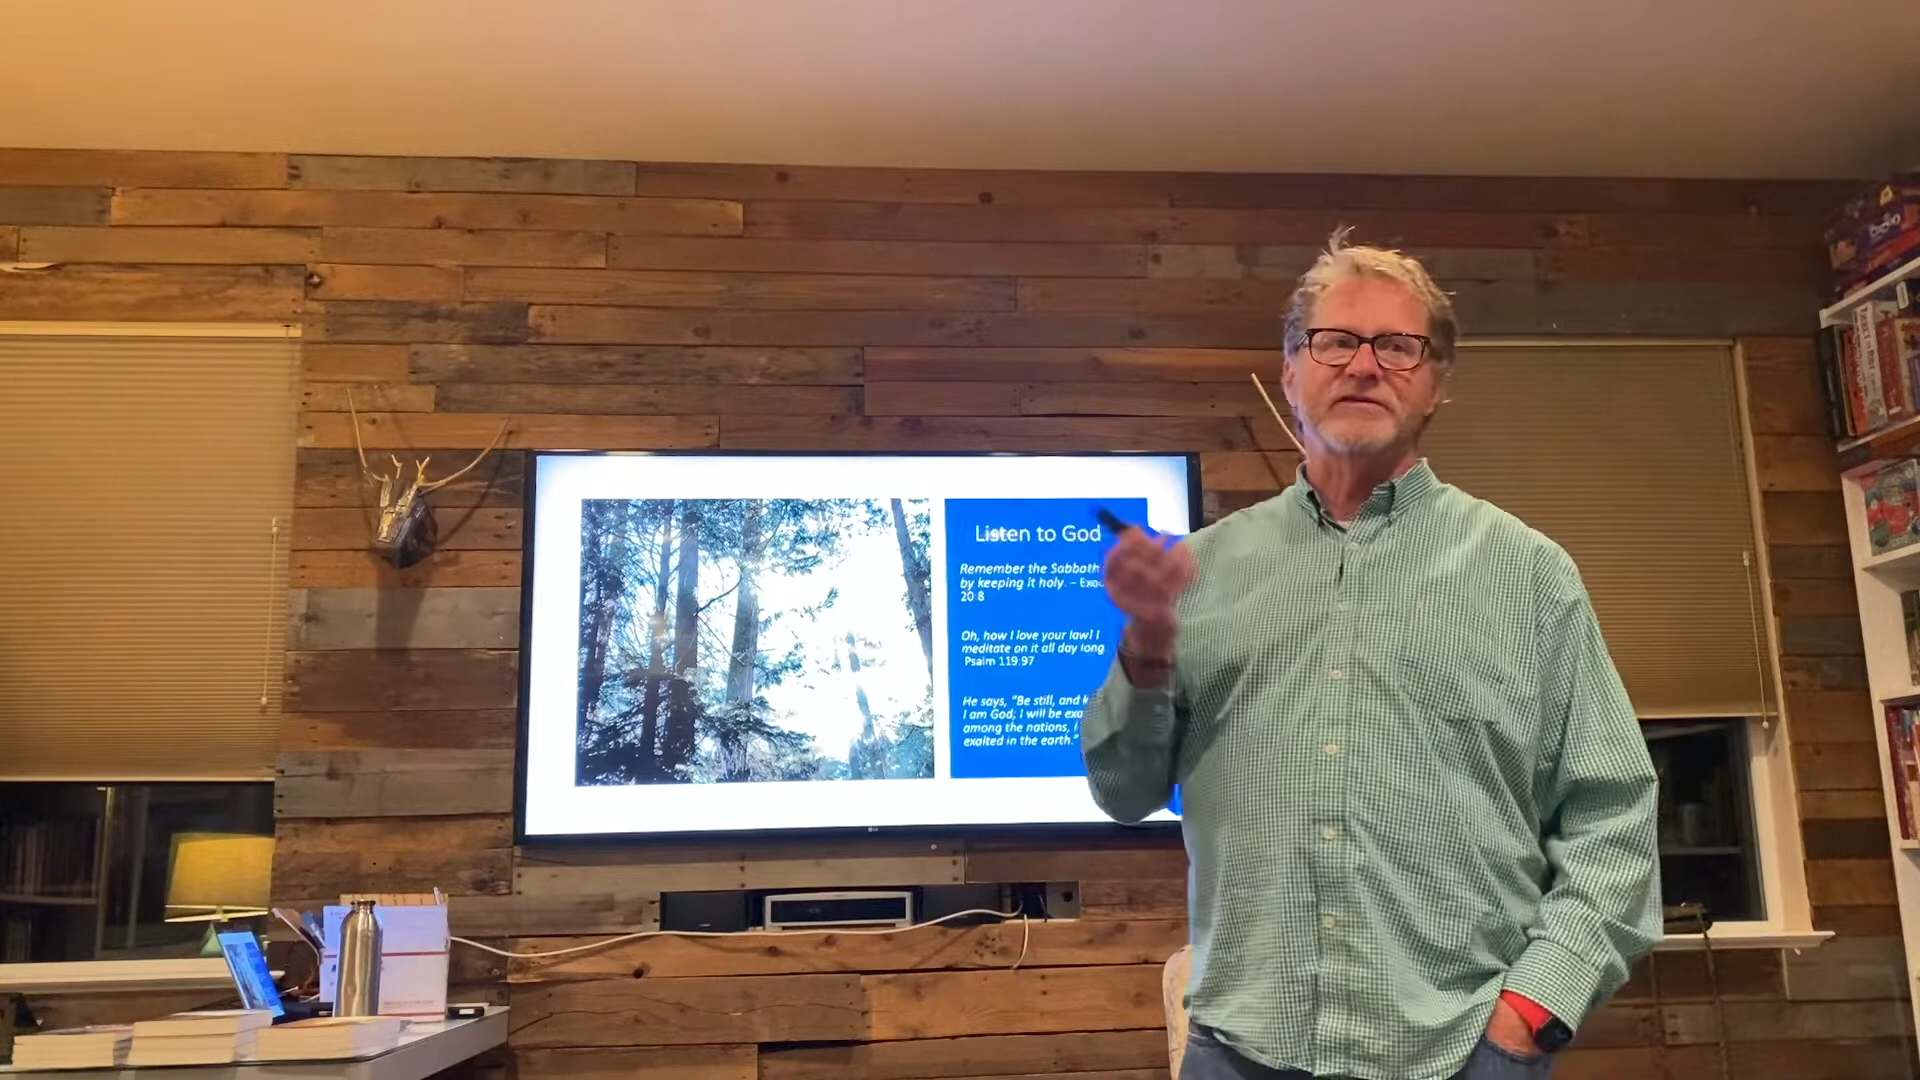 Listen to God
Remember the Sabbath
by keeping it holy. – Exo
20:8
Oh, how I love your law! I
meditate on it all day long
Psalm 119:97
He says, “Be still, and k
I am God; I will be exa
among the nations, I
exalted in the earth.”
LG